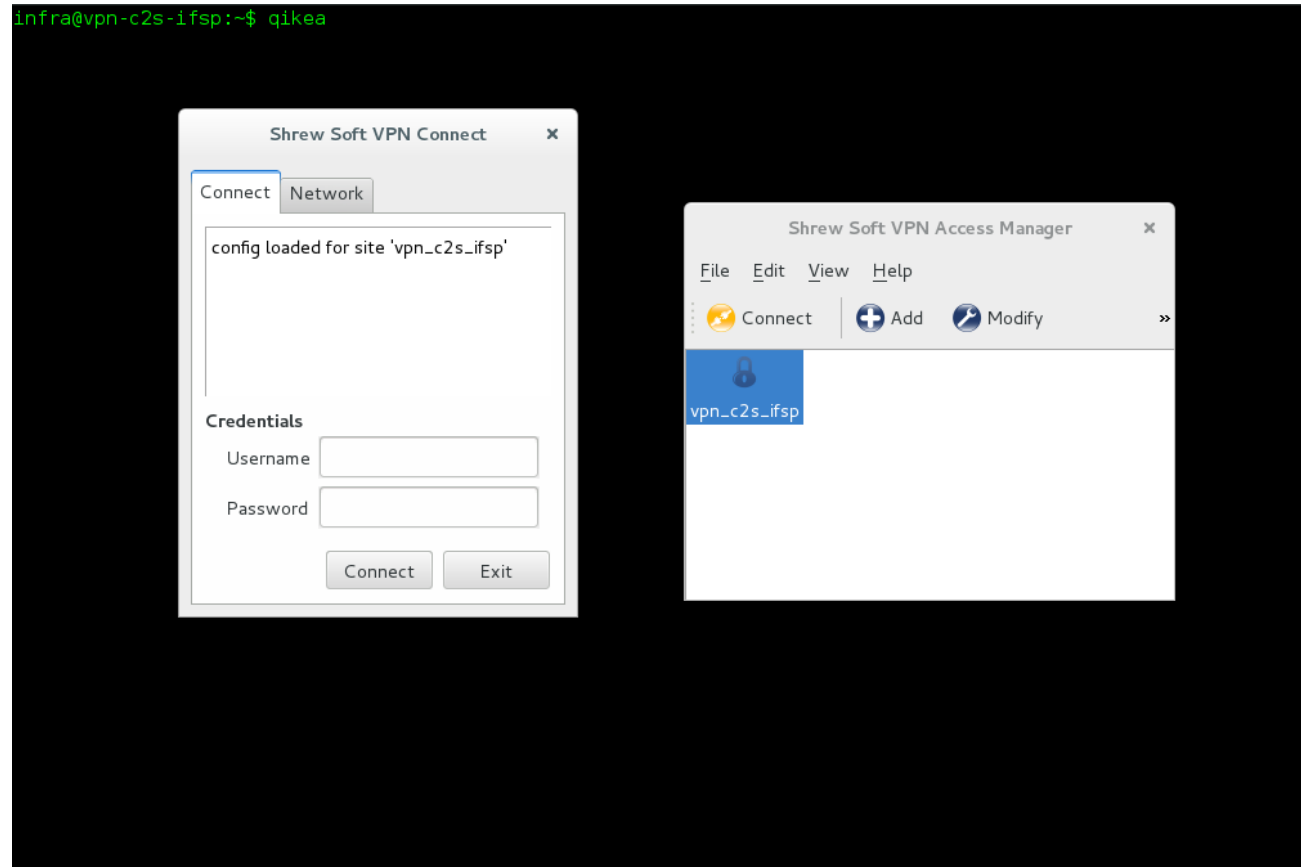 infra@vpn-c2s-ifsp:~$ qikea
Shrew Soft VPN Connect ×
Connect Network
config loaded for site 'vpn_c2s_ifsp'
Credentials
Username
Password
Connect Exit
Shrew Soft VPN Access Manager ×
File Edit View Help
Connect Add Modify »
vpn_c2s_ifsp